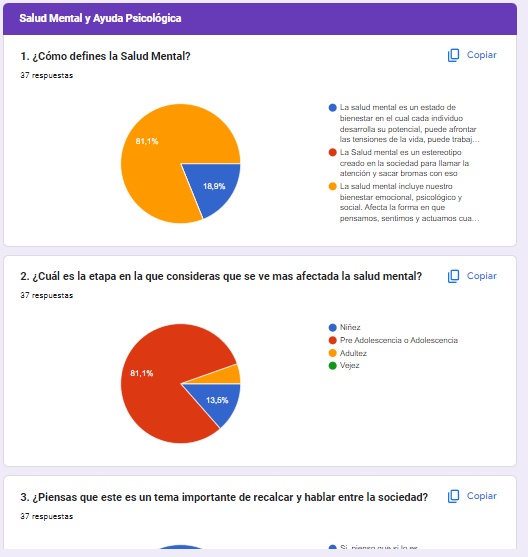 Salud Mental y Ayuda Psicológica
1. ¿Cómo defines la Salud Mental?
Copiar
37 respuestas
81,1%
18,9%
La salud mental es un estado de
bienestar en el cual cada individuo
desarrolla su potencial, puede afrontar
las tensiones de la vida, puede trabaj...
La Salud mental es un estereotipo
creado en la sociedad para llamar la
atención y sacar bromas con eso
La salud mental incluye nuestro
bienestar emocional, psicológico y
social. Afecta la forma en que
pensamos, sentimos y actuamos cua...
2. ¿Cuál es la etapa en la que consideras que se ve mas afectada la salud mental?
Copiar
37 respuestas
81,1%
13,5%
Niñez
Pre Adolescencia o Adolescencia
Adultez
Vejez
3. ¿Piensas que este es un tema importante de recalcar y hablar entre la sociedad?
Copiar
37 respuestas
Si, pienso que si lo es